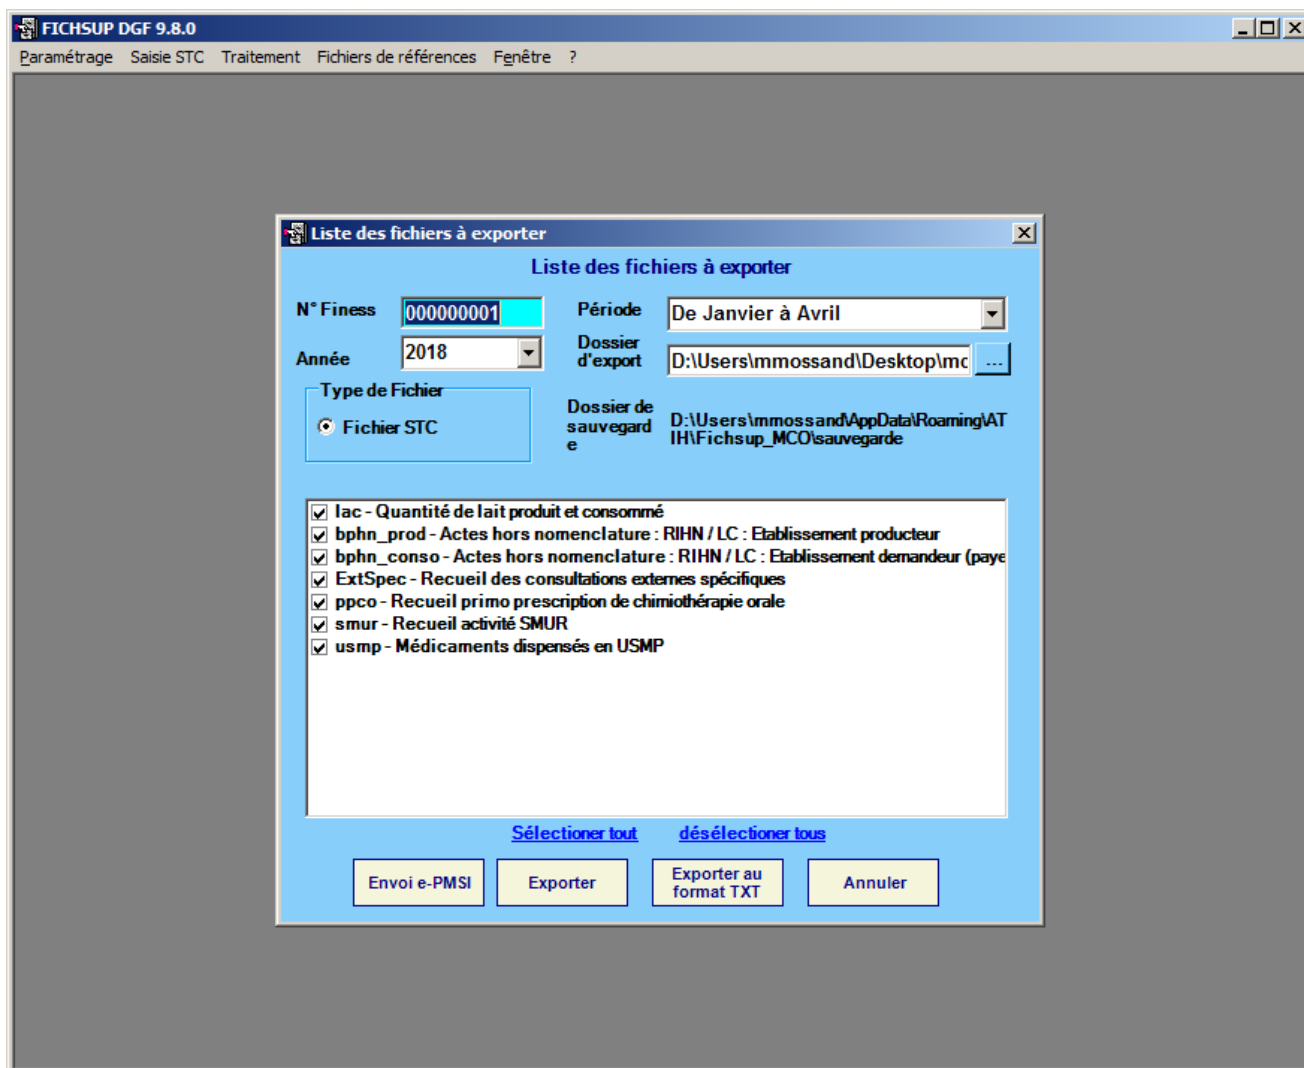 FICHSUP DGF 9.8.0
Paramétrage Saisie STC Traitement Fichiers de références Fenêtre ?
Liste des fichiers à exporter
Liste des fichiers à exporter
N° Finess 000000001 Période De Janvier à Avril
Année 2018 Dossier d'export D:\Users\mmossand\Desktop\mc ...
Type de Fichier
Fichier STC
Dossier de
sauvegard
e
D:\Users\mmossand\AppData\Roaming\AT
IH\Fichsup_MCO\sauvegarde
lac - Quantité de lait produit et consommé
bphn_prod - Actes hors nomenclature : RIHN / LC : Etablissement producteur
bphn_conso - Actes hors nomenclature : RIHN / LC : Etablissement demandeur (paye
ExtSpec - Recueil des consultations externes spécifiques
ppco - Recueil primo prescription de chimiothérapie orale
smur - Recueil activité SMUR
usmp - Médicaments dispensés en USMP
Sélectioner tout désélectioner tous
Envoi e-PMSI Exporter Exporter au format TXT Annuler